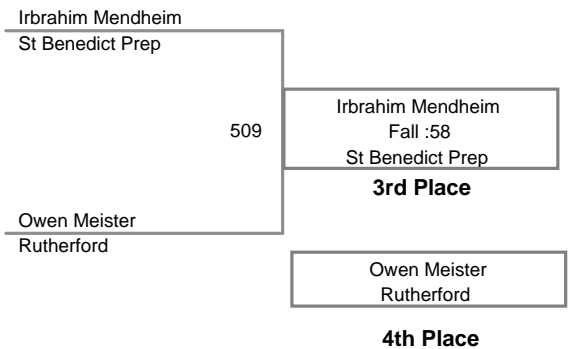 Irbrahim Mendheim
St Benedict Prep
509
Irbrahim Mendheim
Fall :58
St Benedict Prep
3rd Place
Owen Meister
Rutherford
Owen Meister
Rutherford
4th Place